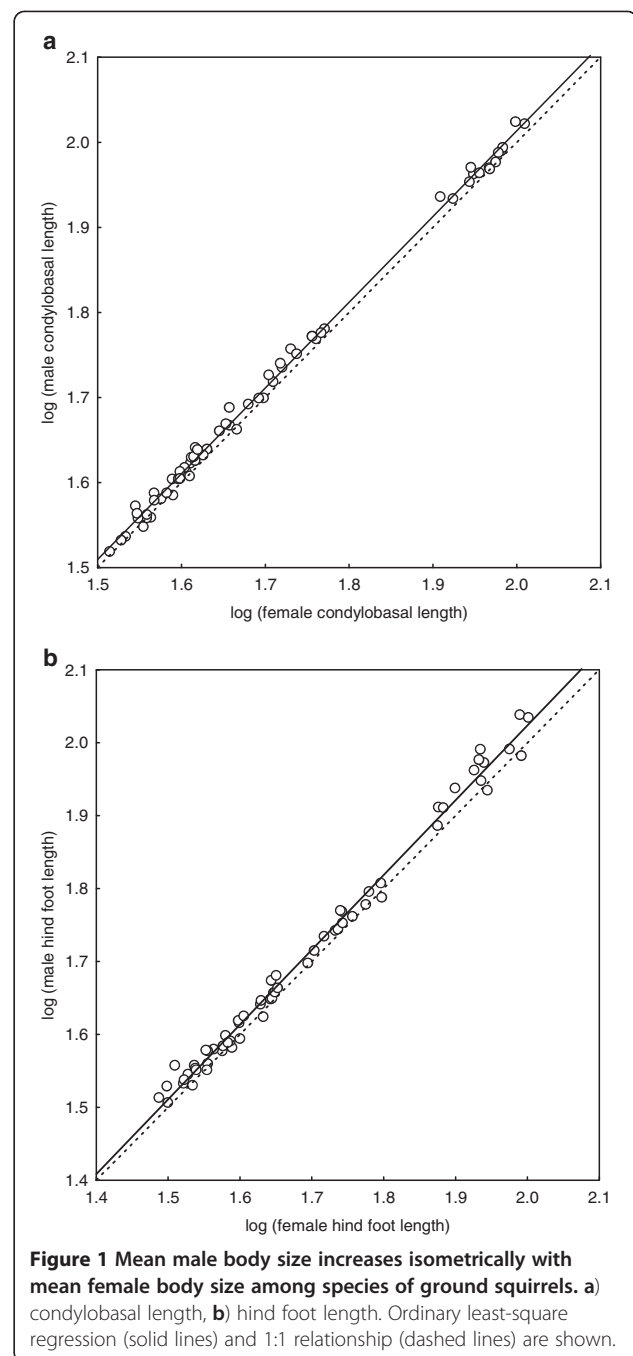 a
2.1
2.0
1.9
1.8
1.7
1.6
1.5
log (male condylobasal length)
1.5 1.6 1.7 1.8 1.9 2.0 2.1
log (female condylobasal length)
b
2.1
2.0
1.9
1.8
1.7
1.6
1.5
1.4
log (male hind foot length)
1.4 1.5 1.6 1.7 1.8 1.9 2.0 2.1
log (female hind foot length)
Figure 1 Mean male body size increases isometrically with
mean female body size among species of ground squirrels. a)
condylobasal length, b) hind foot length. Ordinary least-square
regression (solid lines) and 1:1 relationship (dashed lines) are shown.